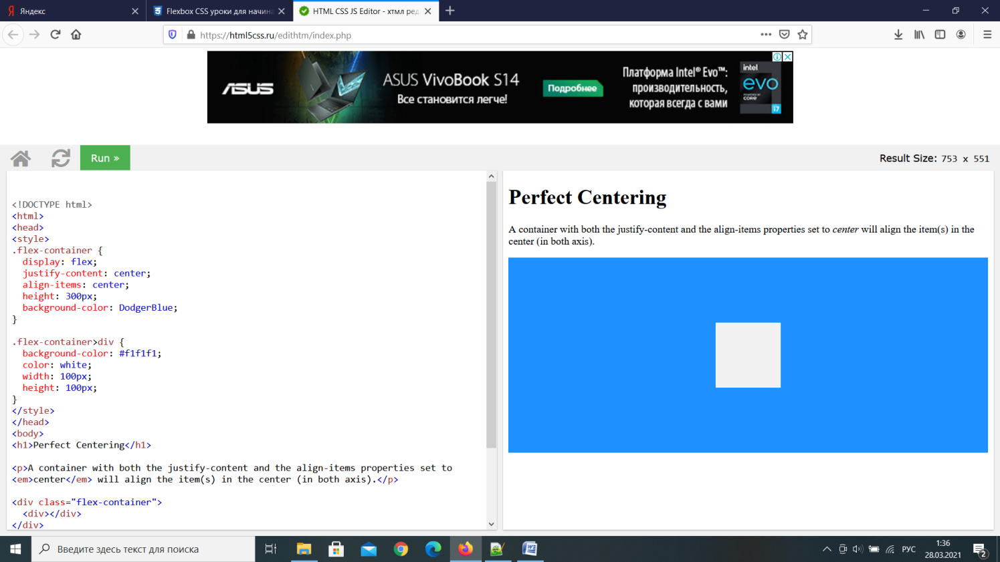 Яндекс
Flexbox CSS уроки для начина
HTML CSS JS Editor - хтмл ред
https://html5css.ru/edithtm/index.php
ASUS
ASUS VivoBook S14
Все становится легче!
Подробнее
Платформа Intel® Evo™:
производительность,
которая всегда с вами
intel
evo
POWERED BY
CORE
i7
Run »
Result Size: 753 x 551
<!DOCTYPE html>
<html>
<head>
<style>
.flex-container {
  display: flex;
  justify-content: center;
  align-items: center;
  height: 300px;
  background-color: DodgerBlue;
}
.flex-container>div {
  background-color: #f1f1f1;
  color: white;
  width: 100px;
  height: 100px;
}
</style>
</head>
<body>
<h1>Perfect Centering</h1>
<p>A container with both the justify-content and the align-items properties set to
<em>center</em> will align the item(s) in the center (in both axis).</p>
<div class="flex-container">
  <div></div>
</div>
Perfect Centering
A container with both the justify-content and the align-items properties set to center will align the item(s) in the
center (in both axis).
Введите здесь текст для поиска
РУС
1:36
28.03.2021
2